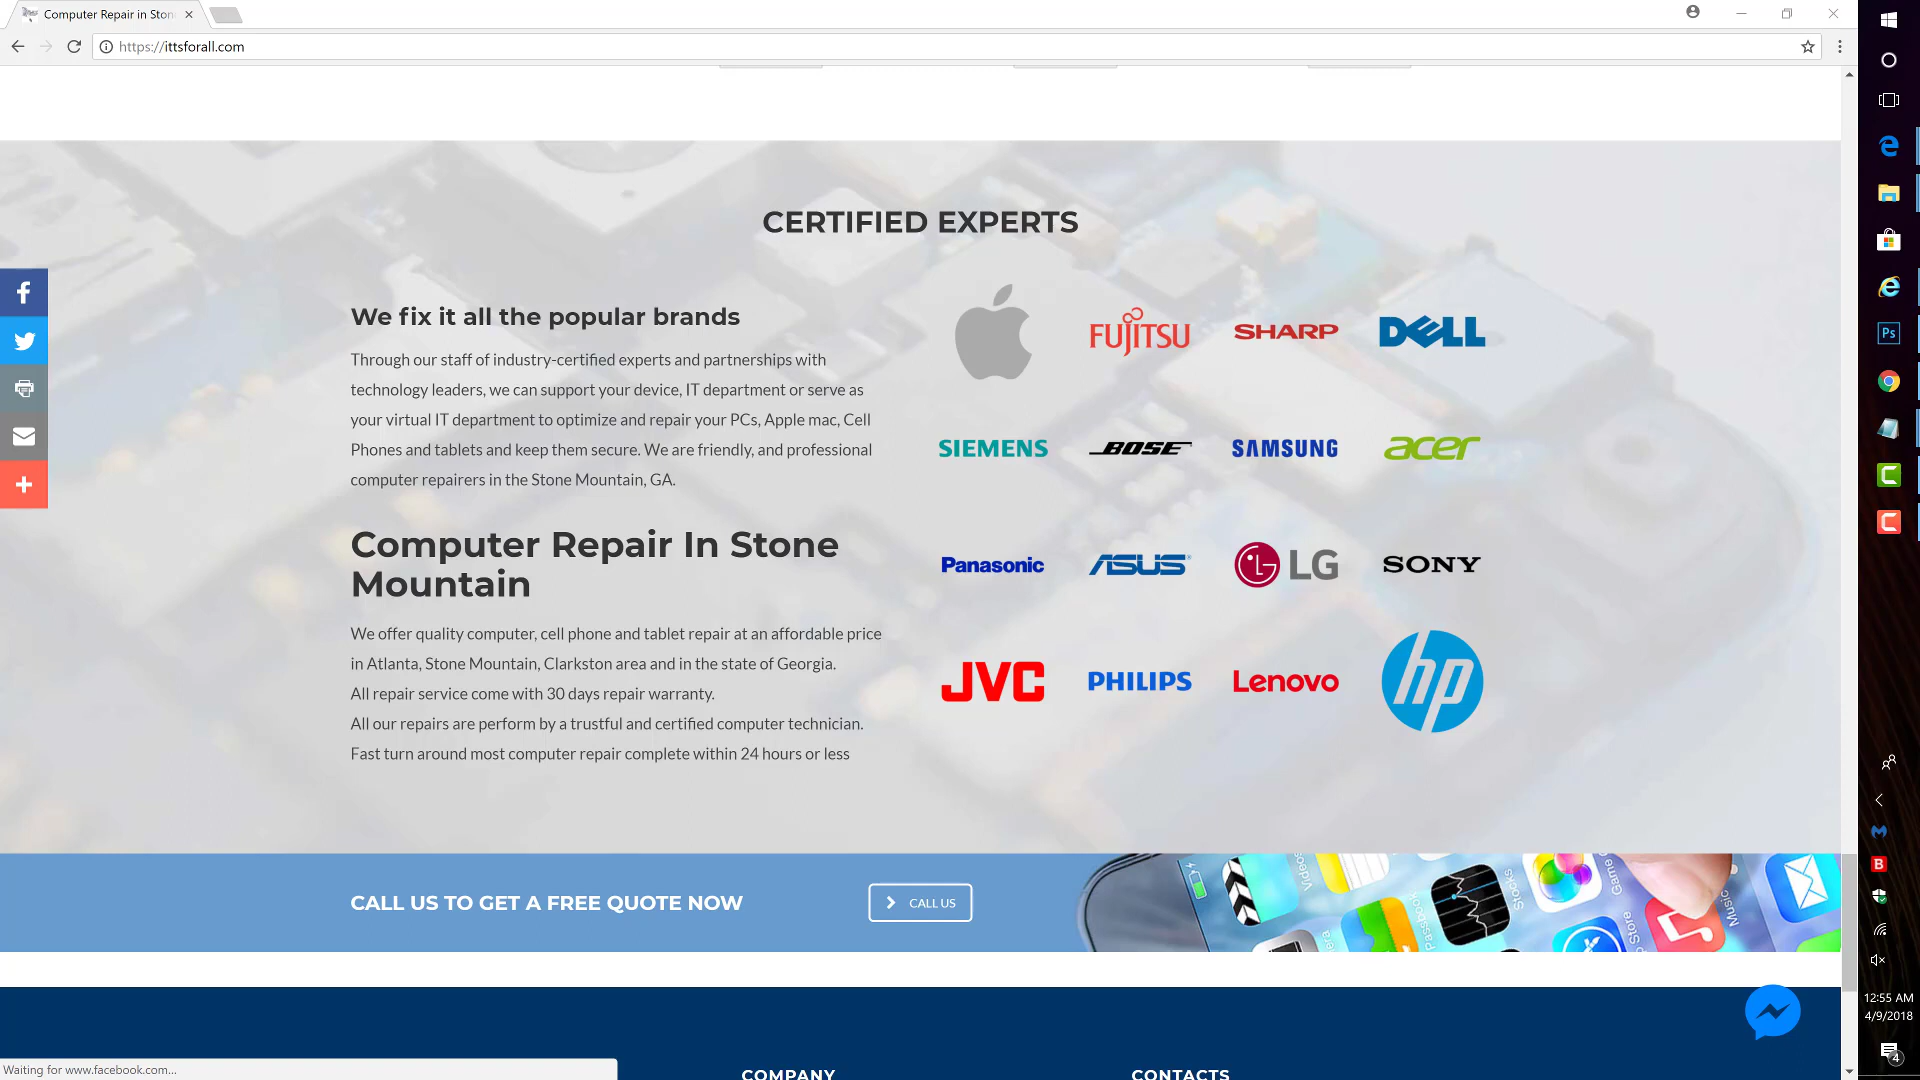 Computer Repair in Ston
https://ittsforall.com
CERTIFIED EXPERTS
We fix it all the popular brands
Through our staff of industry-certified experts and partnerships with
technology leaders, we can support your device, IT department or serve as
your virtual IT department to optimize and repair your PCs, Apple mac, Cell
Phones and tablets and keep them secure. We are friendly, and professional
computer repairers in the Stone Mountain, GA.
Computer Repair In Stone
Mountain
We offer quality computer, cell phone and tablet repair at an affordable price
in Atlanta, Stone Mountain, Clarkston area and in the state of Georgia.
All repair service come with 30 days repair warranty.
All our repairs are perform by a trustful and certified computer technician.
Fast turn around most computer repair complete within 24 hours or less
FUJITSU SHARP DELL
SIEMENS BOSE SAMSUNG acer
Panasonic ASUS LG SONY
JVC PHILIPS Lenovo hp
CALL US TO GET A FREE QUOTE NOW
CALL US
Videos
Passbook
Stocks
Game C
Music
COMPANY
CONTACTS
Waiting for www.facebook.com...
Ps
B
12:55 AM
4/9/2018
4